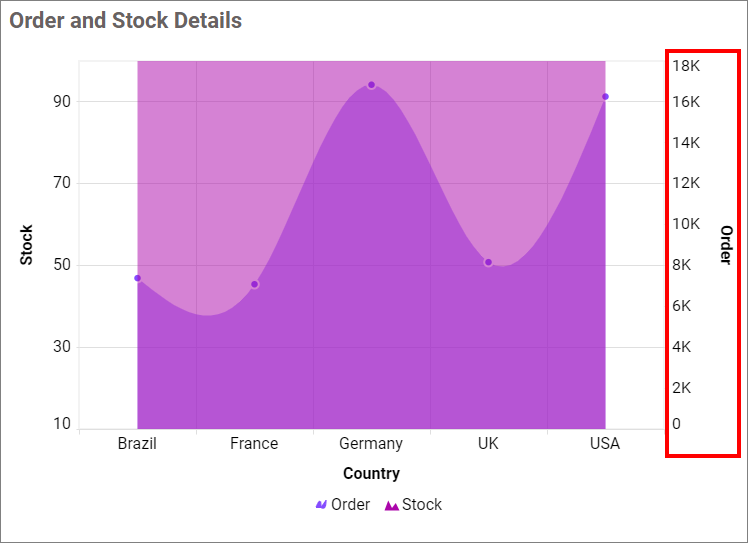 Order and Stock Details
Stock
90
70
50
30
10
18K
16K
14K
12K
10K
8K
6K
4K
2K
0
Order
Brazil France Germany UK USA
Country
Order Stock